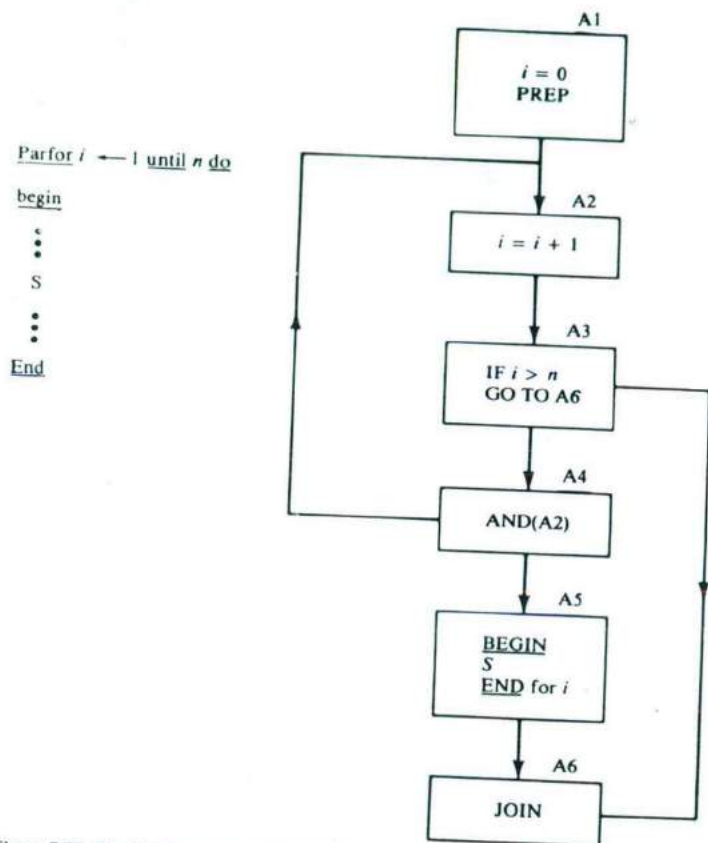 Parfor i ← 1 until n do
begin
S
End
A1
i = 0
PREP
A2
i = i + 1
A3
IF i > n
GO TO A6
A4
AND(A2)
A5
BEGIN
S
END for i
A6
JOIN